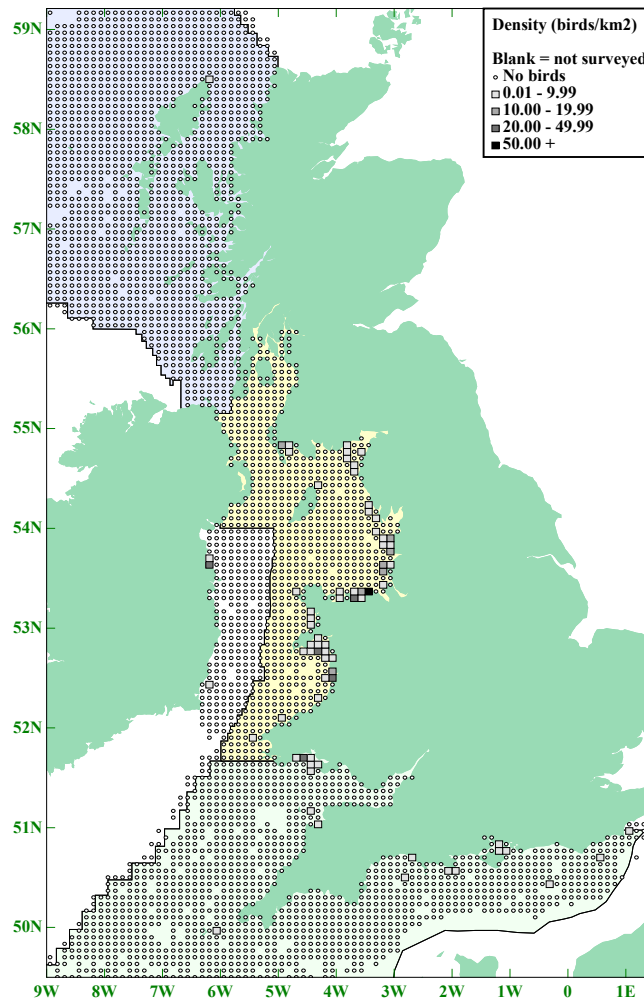 Density (birds/km2)
Blank = not surveyed
No birds
0.01 - 9.99
10.00 - 19.99
20.00 - 49.99
50.00 +
59N
58N
57N
56N
55N
54N
53N
52N
51N
50N
9W 8W 7W 6W 5W 4W 3W 2W 1W 0 1E